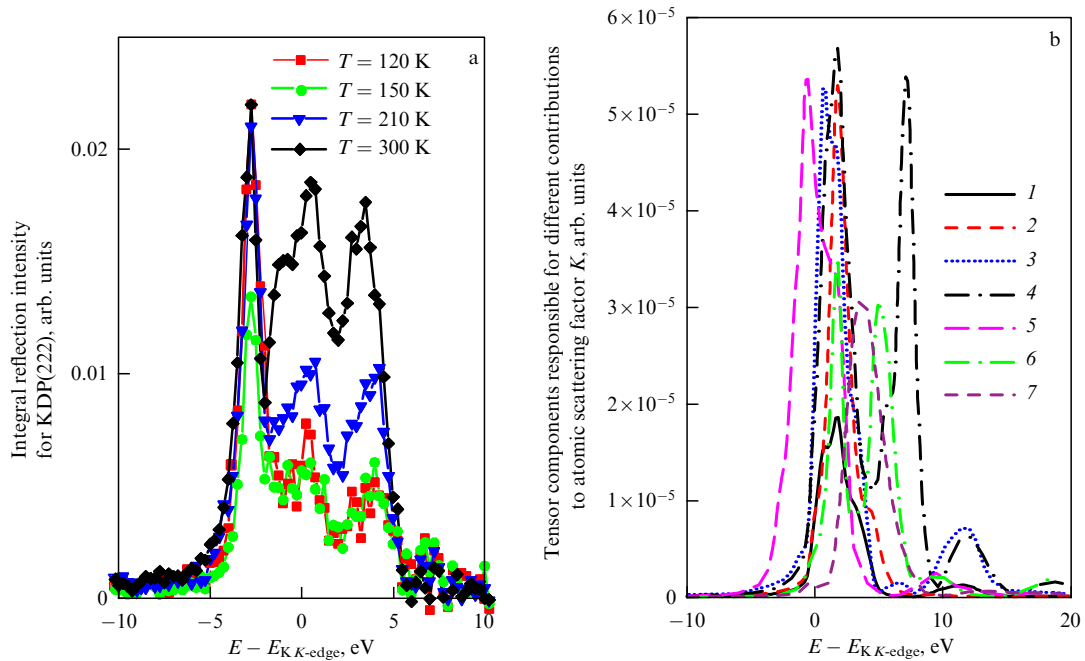 a
T = 120 K
T = 150 K
T = 210 K
T = 300 K
0.02
0.01
0
−10
−5
0
5
10
E − E_{K K-edge}, eV
Integral reflection intensity
for KDP(222), arb. units
b
6 × 10^{−5}
5 × 10^{−5}
4 × 10^{−5}
3 × 10^{−5}
2 × 10^{−5}
1 × 10^{−5}
0
−10
0
10
20
E − E_{K K-edge}, eV
Tensor components responsible for different contributions
to atomic scattering factor K, arb. units
1
2
3
4
5
6
7